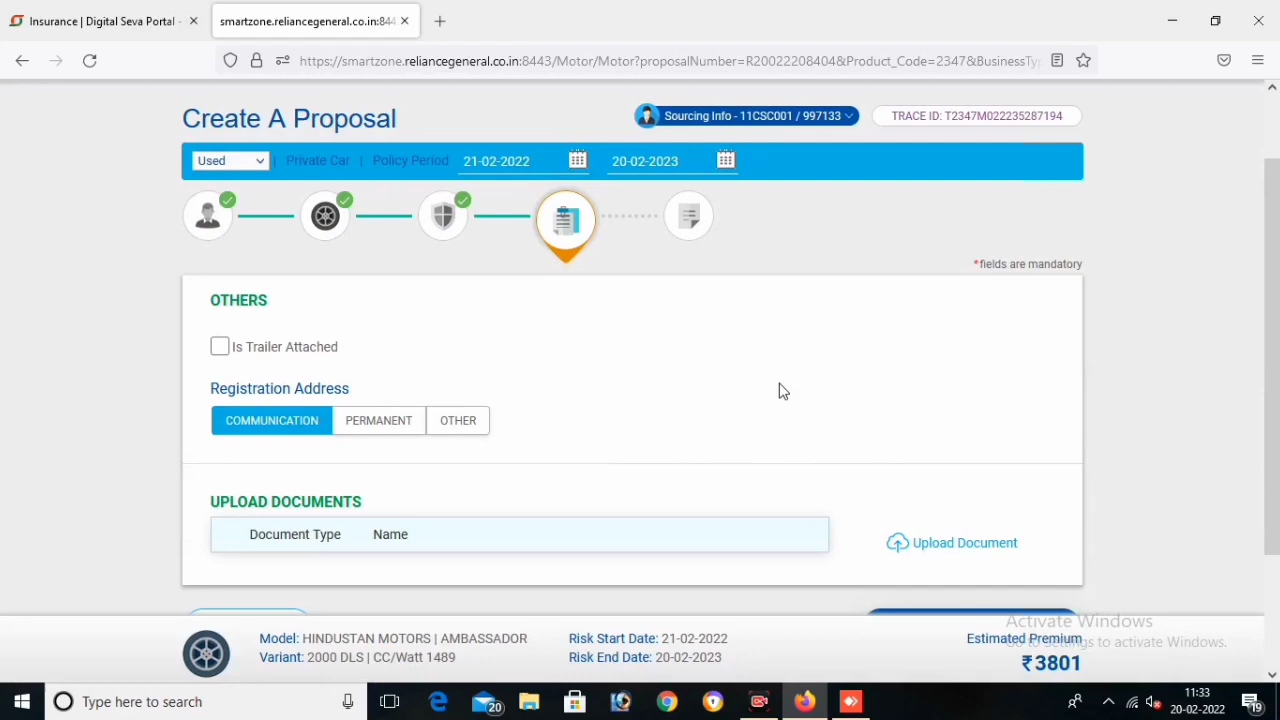 Insurance | Digital Seva Portal -
smartzone.reliancegeneral.co.in:844
https://smartzone.reliancegeneral.co.in:8443/Motor/Motor?proposalNumber=R20022208404&Product_Code=2347&BusinessTyp
Create A Proposal
Sourcing Info - 11CSC001 / 997133
TRACE ID: T2347M022235287194
Used | Private Car | Policy Period 21-02-2022 20-02-2023
*fields are mandatory
OTHERS
Is Trailer Attached
Registration Address
COMMUNICATION PERMANENT OTHER
UPLOAD DOCUMENTS
Document Type Name
Upload Document
Model: HINDUSTAN MOTORS | AMBASSADOR
Variant: 2000 DLS | CC/Watt 1489
Risk Start Date: 21-02-2022
Risk End Date: 20-02-2023
Estimated Premium
₹3801
Activate Windows
Go to Settings to activate Windows.
Type here to search
20
11:33
20-02-2022
19